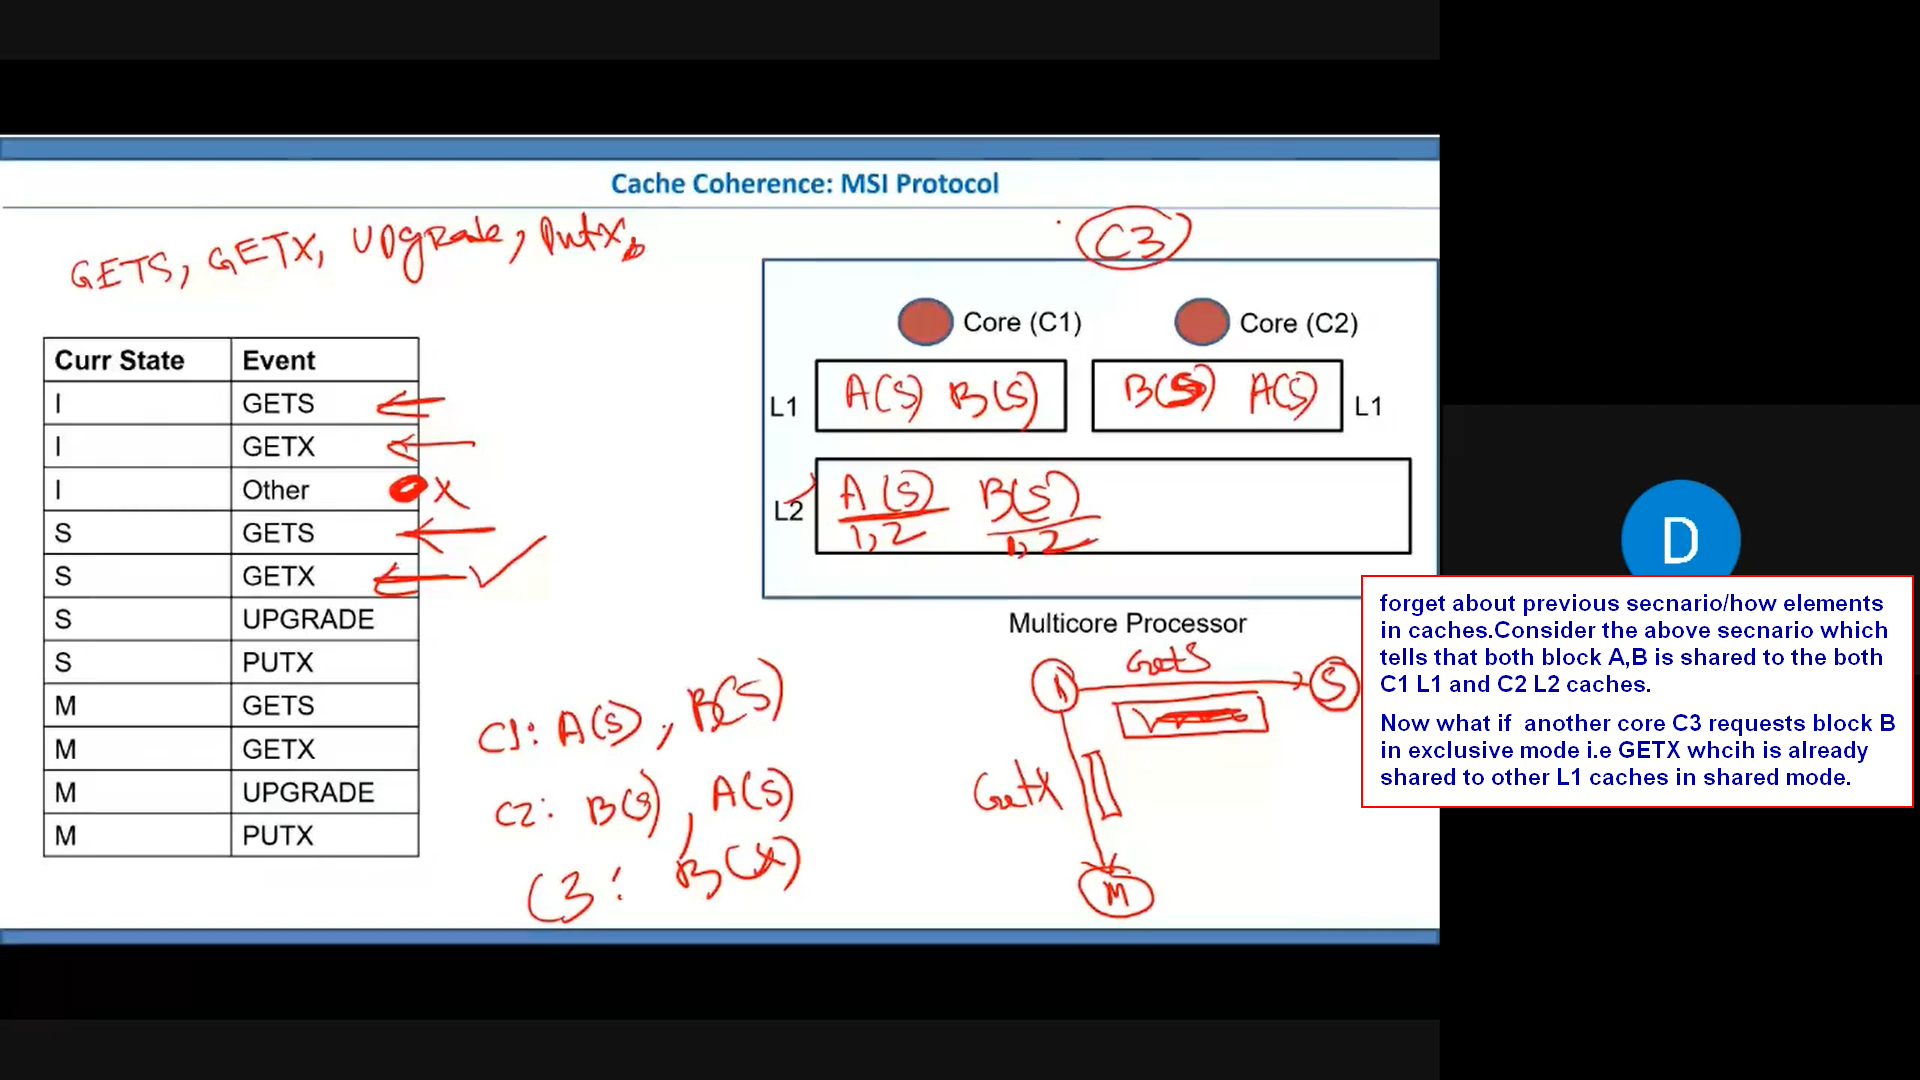 Cache Coherence: MSI Protocol
GETS, GETX, Upgrade, Putx,
C3
Core (C1)
Core (C2)
Curr State Event
I GETS
I GETX
I Other X
S GETS
S GETX
S UPGRADE
S PUTX
M GETS
M GETX
M UPGRADE
M PUTX
L1 A(S) B(S)
B(S) A(S) L1
L2 A(S) B(S)
1,2 1,2
Multicore Processor
C1: A(S), B(S)
C2: B(S), A(S)
C3: B(X)
GetS
S
GetX
M
D
forget about previous secnario/how elements
in caches.Consider the above secnario which
tells that both block A,B is shared to the both
C1 L1 and C2 L2 caches.
Now what if another core C3 requests block B
in exclusive mode i.e GETX whcih is already
shared to other L1 caches in shared mode.